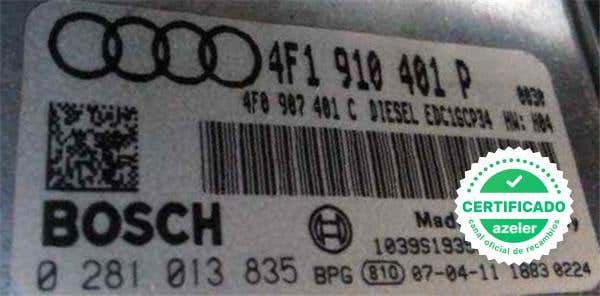 4F1 910 401 P
0030
4F0 907 401 C DIESEL EDC16CP34 HW: H04
BOSCH
Mad
1039S193
0 281 013 835 BPG 810 07-04-11 1883 0224
CERTIFICADO
azeler
canal oficial de recambios